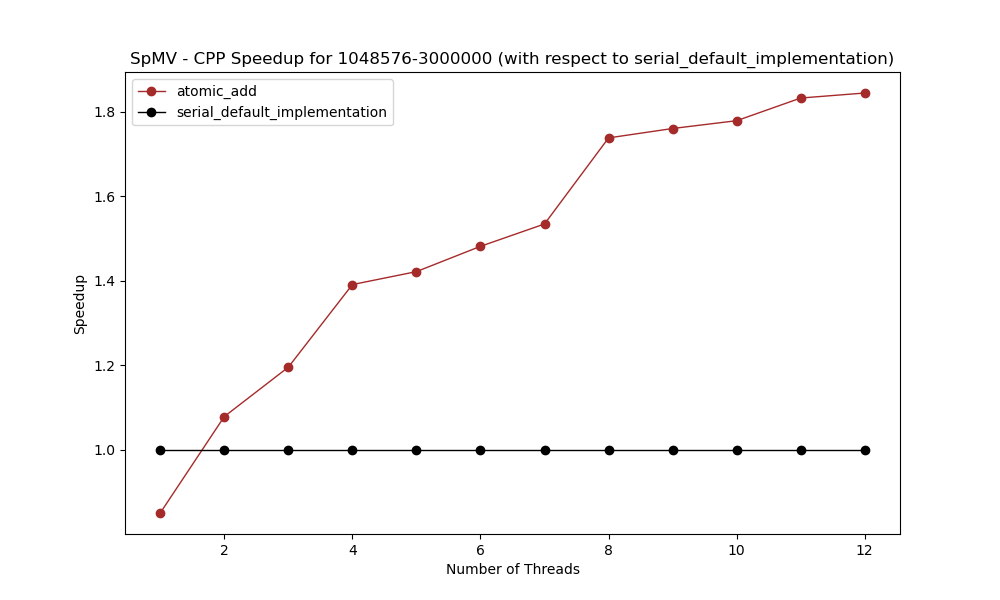 SpMV - CPP Speedup for 1048576-3000000 (with respect to serial_default_implementation)
atomic_add
serial_default_implementation
1.8
1.6
1.4
1.2
1.0
Speedup
2 4 6 8 10 12
Number of Threads